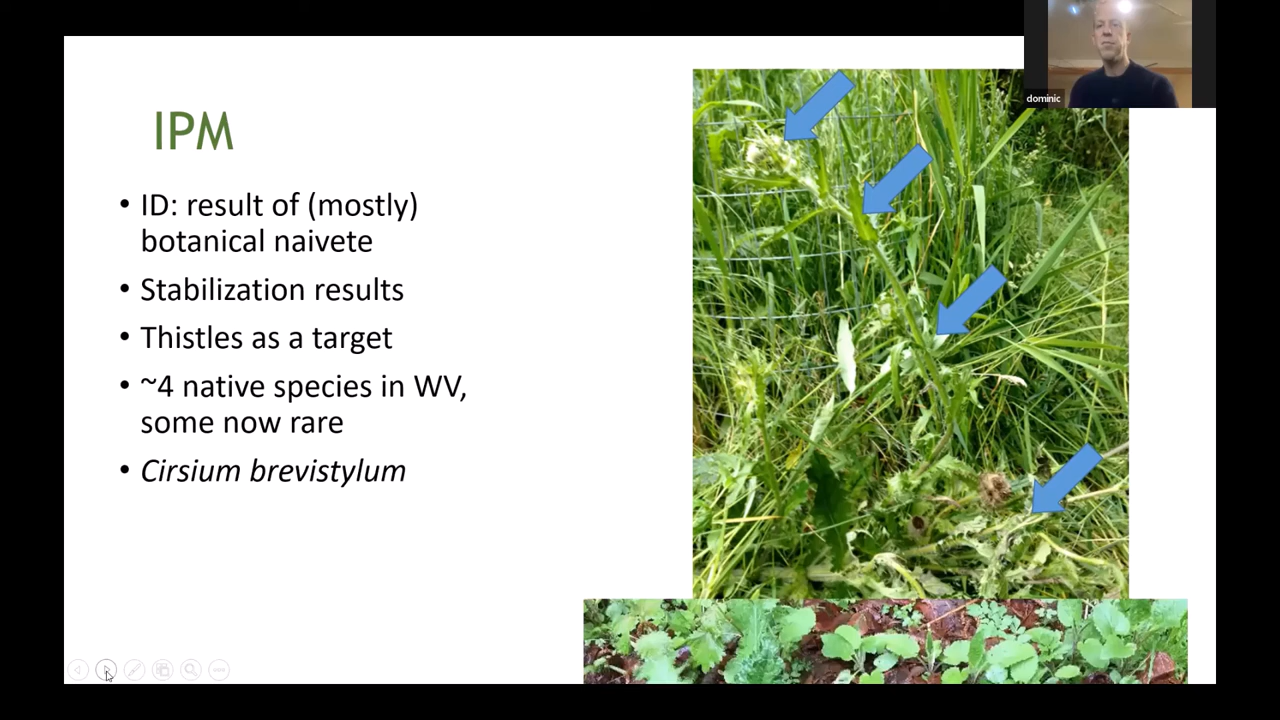 dominic
IPM
• ID: result of (mostly)
botanical naivete
• Stabilization results
• Thistles as a target
• ~4 native species in WV,
some now rare
• Cirsium brevistylum